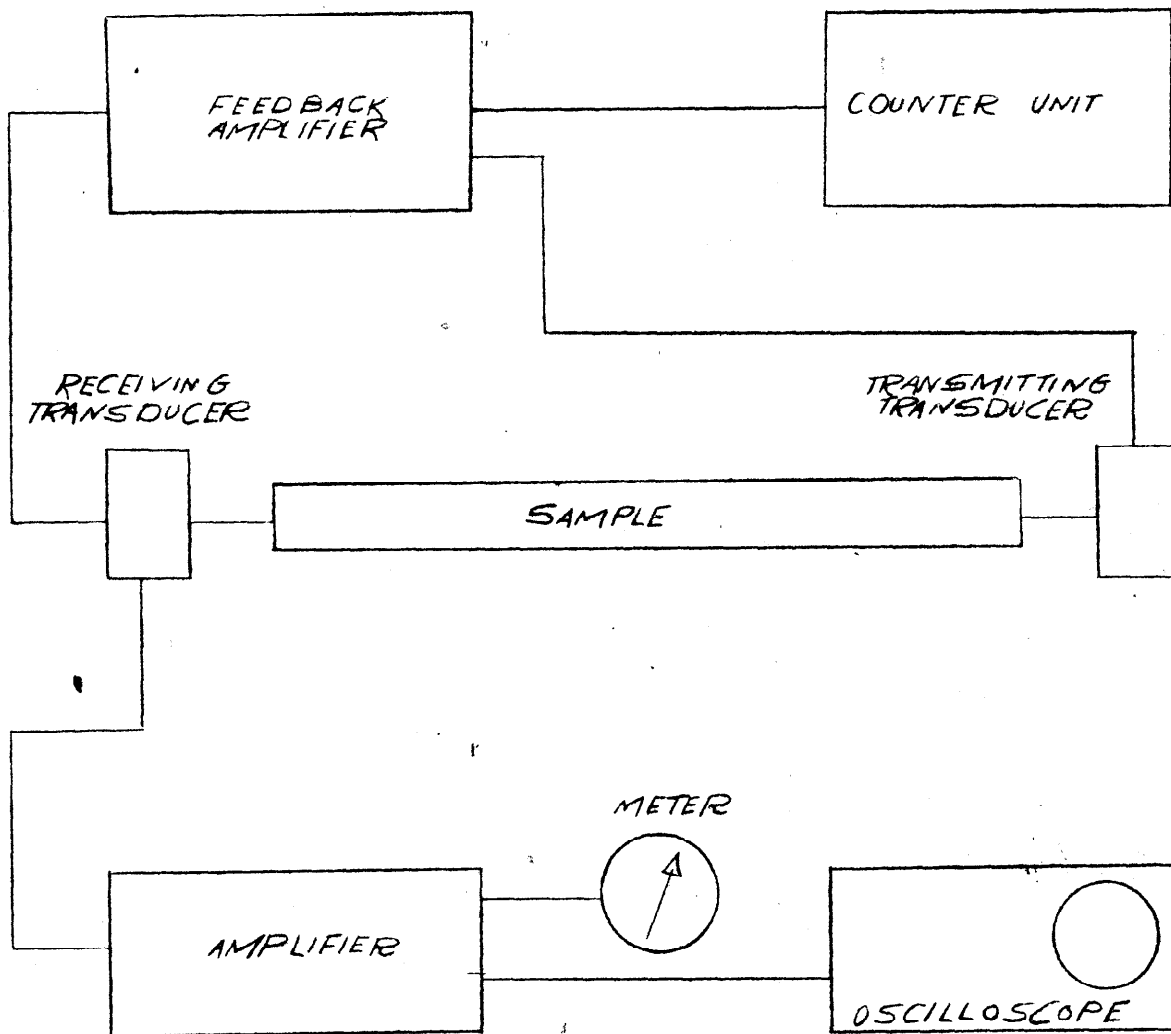 FEEDBACK
AMPLIFIER
COUNTER UNIT
RECEIVING
TRANSDUCER
TRANSMITTING
TRANSDUCER
SAMPLE
METER
AMPLIFIER
OSCILLOSCOPE